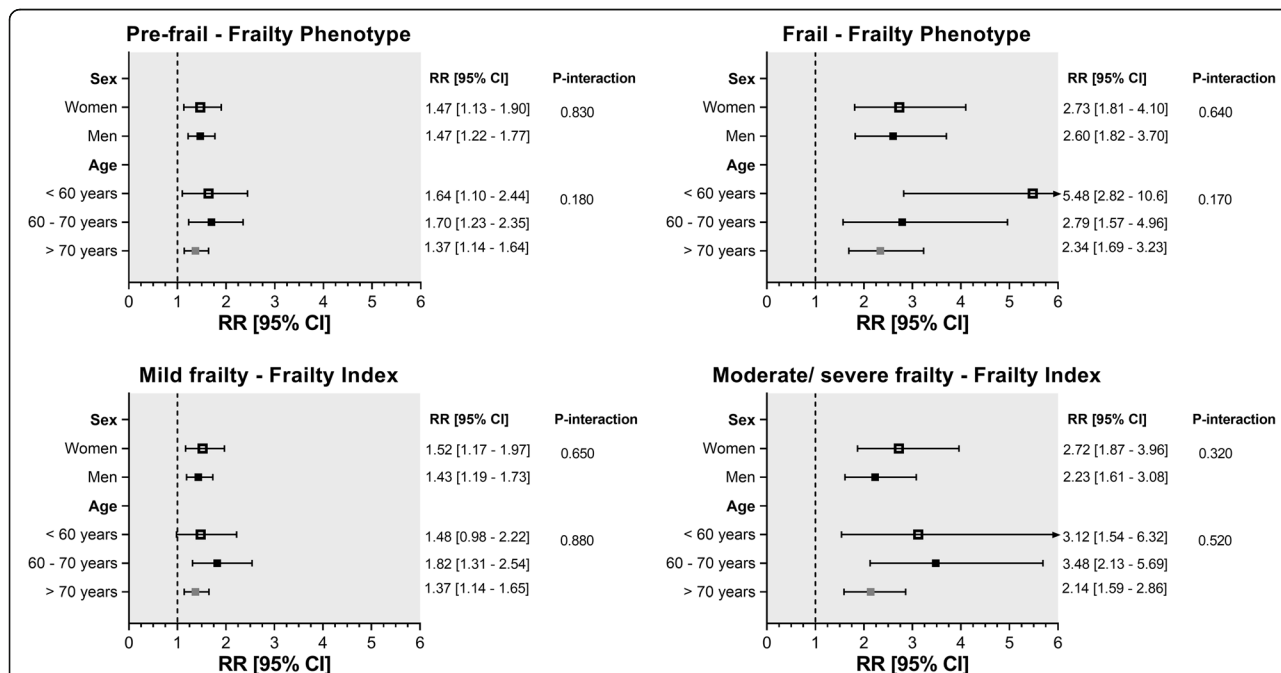 Pre-frail - Frailty Phenotype
Sex RR [95% CI] P-interaction
Women 1.47 [1.13 - 1.90] 0.830
Men 1.47 [1.22 - 1.77]
Age
< 60 years 1.64 [1.10 - 2.44] 0.180
60 - 70 years 1.70 [1.23 - 2.35]
> 70 years 1.37 [1.14 - 1.64]
0 1 2 3 4 5 6
RR [95% CI]
Frail - Frailty Phenotype
Sex RR [95% CI] P-interaction
Women 2.73 [1.81 - 4.10] 0.640
Men 2.60 [1.82 - 3.70]
Age
< 60 years 5.48 [2.82 - 10.6] 0.170
60 - 70 years 2.79 [1.57 - 4.96]
> 70 years 2.34 [1.69 - 3.23]
0 1 2 3 4 5 6
RR [95% CI]
Mild frailty - Frailty Index
Sex RR [95% CI] P-interaction
Women 1.52 [1.17 - 1.97] 0.650
Men 1.43 [1.19 - 1.73]
Age
< 60 years 1.48 [0.98 - 2.22] 0.880
60 - 70 years 1.82 [1.31 - 2.54]
> 70 years 1.37 [1.14 - 1.65]
0 1 2 3 4 5 6
RR [95% CI]
Moderate/ severe frailty - Frailty Index
Sex RR [95% CI] P-interaction
Women 2.72 [1.87 - 3.96] 0.320
Men 2.23 [1.61 - 3.08]
Age
< 60 years 3.12 [1.54 - 6.32] 0.520
60 - 70 years 3.48 [2.13 - 5.69]
> 70 years 2.14 [1.59 - 2.86]
0 1 2 3 4 5 6
RR [95% CI]